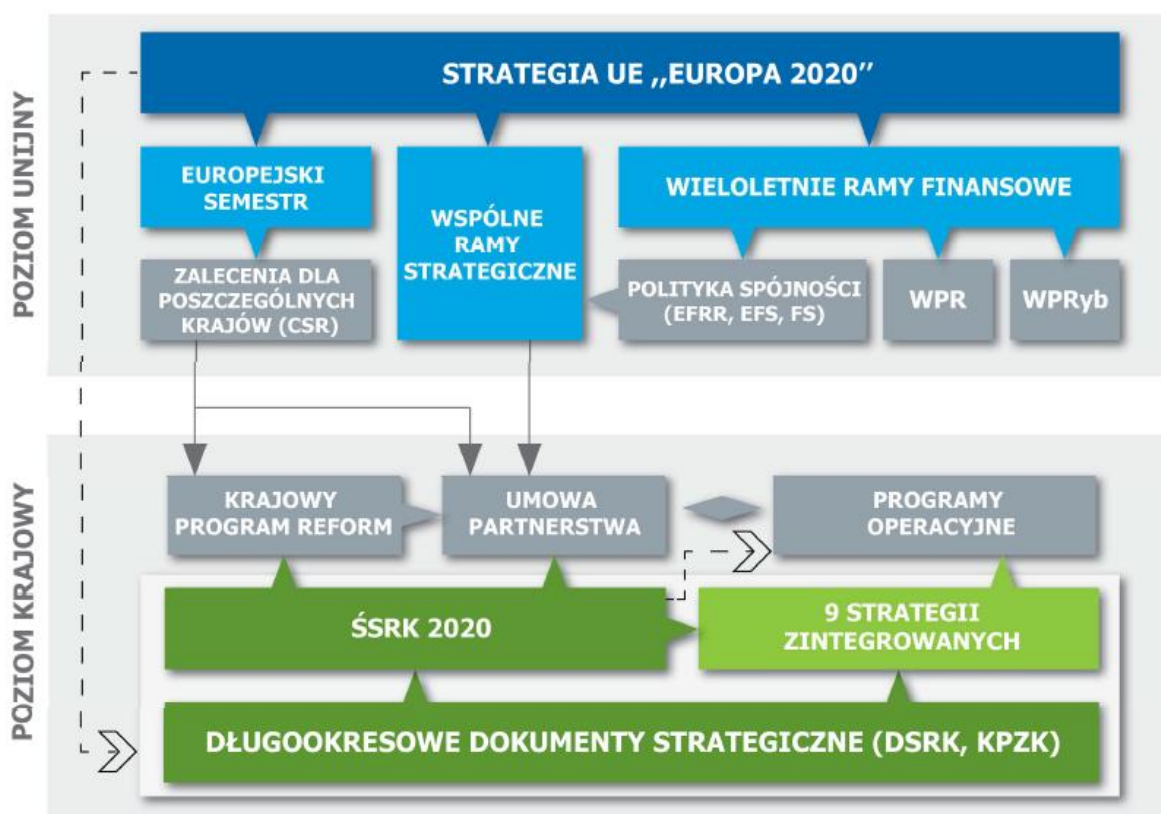 POZIOM UNIJNY
STRATEGIA UE „EUROPA 2020”
EUROPEJSKI
SEMESTR
WSPÓLNE
RAMY
STRATEGICZNE
WIELOLETNIE RAMY FINANSOWE
ZALECENIA DLA
POSZCZEGÓLNYCH
KRAJÓW (CSR)
POLITYKA SPÓJNOŚCI
(EFRR, EFS, FS)
WPR
WPRyb
POZIOM KRAJOWY
KRAJOWY
PROGRAM REFORM
UMOWA
PARTNERSTWA
PROGRAMY
OPERACYJNE
ŚSRK 2020
9 STRATEGII
ZINTEGROWANYCH
DŁUGOOKRESOWE DOKUMENTY STRATEGICZNE (DSRK, KPZK)